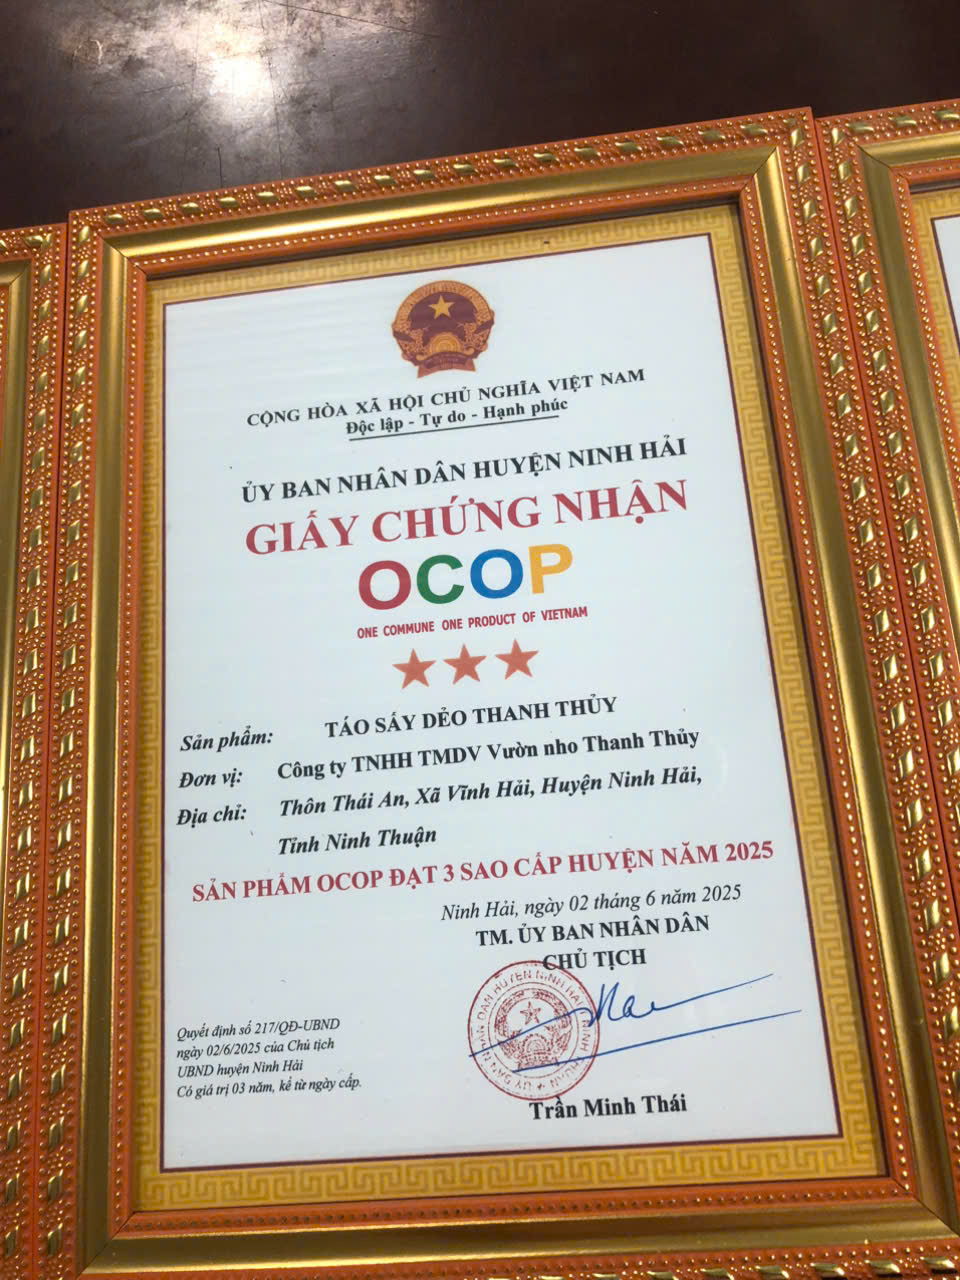 CỘNG HÒA XÃ HỘI CHỦ NGHĨA VIỆT NAM
Độc lập - Tự do - Hạnh phúc
ỦY BAN NHÂN DÂN HUYỆN NINH HẢI
GIẤY CHỨNG NHẬN
OCOP
ONE COMMUNE ONE PRODUCT OF VIETNAM
Sản phẩm: TÁO SẤY DẺO THANH THỦY
Đơn vị: Công ty TNHH TMDV Vườn nho Thanh Thủy
Địa chỉ: Thôn Thái An, Xã Vĩnh Hải, Huyện Ninh Hải,
Tỉnh Ninh Thuận
SẢN PHẨM OCOP ĐẠT 3 SAO CẤP HUYỆN NĂM 2025
Ninh Hải, ngày 02 tháng 6 năm 2025
TM. ỦY BAN NHÂN DÂN
CHỦ TỊCH
Quyết định số 217/QĐ-UBND
ngày 02/6/2025 của Chủ tịch
UBND huyện Ninh Hải
Có giá trị 03 năm, kể từ ngày cấp.
Trần Minh Thái